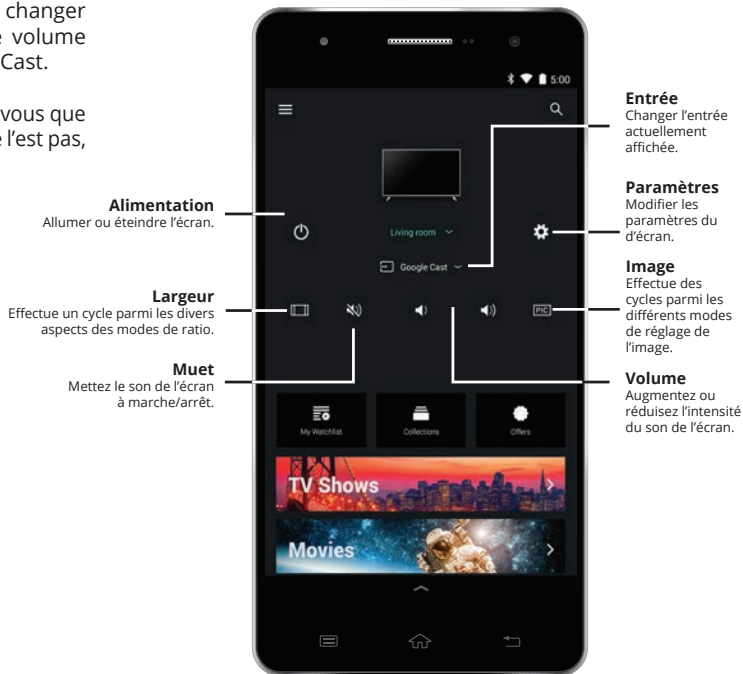 changer
volume
Cast.
vous que
l'est pas,
Alimentation
Allumer ou éteindre l'écran.
Largeur
Effectue un cycle parmi les divers
aspects des modes de ratio.
Muet
Mettez le son de l'écran
à marche/arrêt.
5:00
Living room
Google Cast
PIC
My Watchlist
Collections
Offers
TV Shows
Movies
Entrée
Changer l'entrée
actuellement
affichée.
Paramètres
Modifier les
paramètres du
d'écran.
Image
Effectue des
cycles parmi les
différents modes
de réglage de
l'image.
Volume
Augmentez ou
réduisez l'intensité
du son de l'écran.